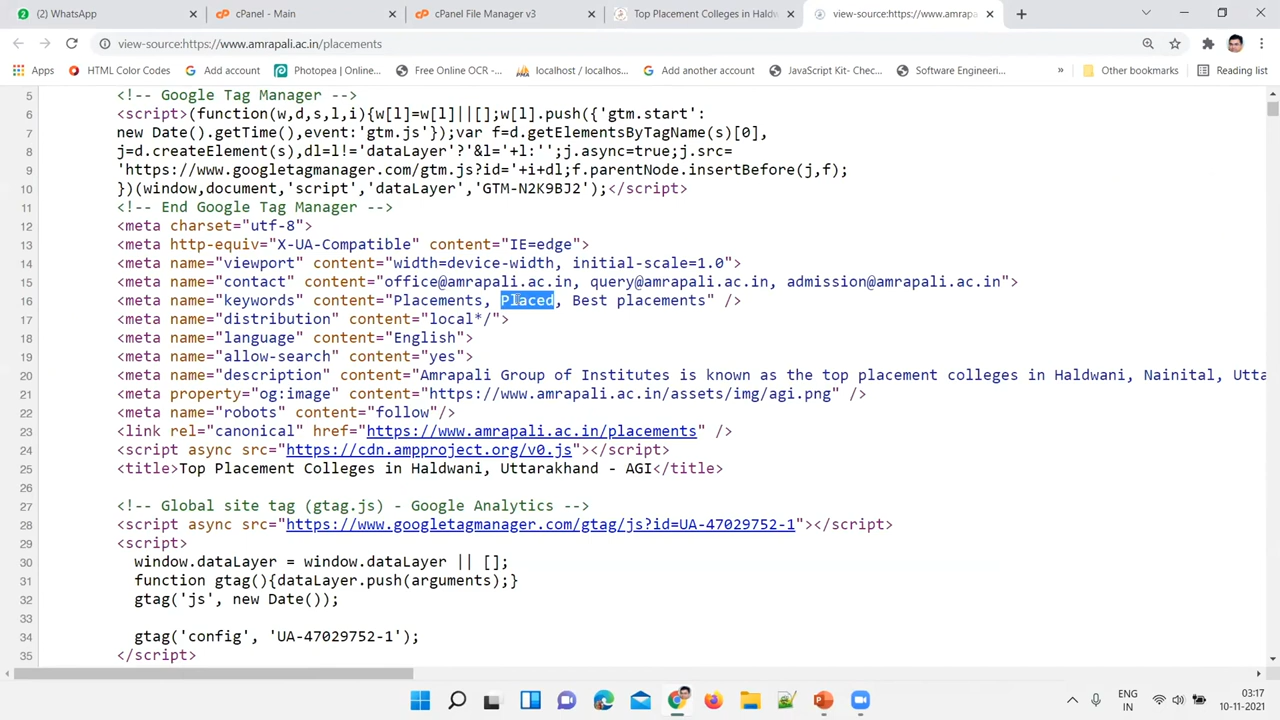 2 (2) WhatsApp
cPanel - Main
cPanel File Manager v3
Top Placement Colleges in Haldw
view-source:https://www.amrapa
view-source:https://www.amrapali.ac.in/placements
Apps
HTML Color Codes
Add account
Photopea | Online...
Free Online OCR -...
localhost / localhos...
Add another account
JavaScript Kit- Chec...
Software Engineeri...
»
Other bookmarks
Reading list
5 <!-- Google Tag Manager -->
6 <script>(function(w,d,s,l,i){w[l]=w[l]||[];w[l].push({'gtm.start':
7 new Date().getTime(),event:'gtm.js'});var f=d.getElementsByTagName(s)[0],
8 j=d.createElement(s),dl=l!='dataLayer'?'&l='+l:'';j.async=true;j.src=
9 'https://www.googletagmanager.com/gtm.js?id='+i+dl;f.parentNode.insertBefore(j,f);
10 })(window,document,'script','dataLayer','GTM-N2K9BJ2');</script>
11 <!-- End Google Tag Manager -->
12 <meta charset="utf-8">
13 <meta http-equiv="X-UA-Compatible" content="IE=edge">
14 <meta name="viewport" content="width=device-width, initial-scale=1.0">
15 <meta name="contact" content="office@amrapali.ac.in, query@amrapali.ac.in, admission@amrapali.ac.in">
16 <meta name="keywords" content="Placements, Placed, Best placements" />
17 <meta name="distribution" content="local*/">
18 <meta name="language" content="English">
19 <meta name="allow-search" content="yes">
20 <meta name="description" content="Amrapali Group of Institutes is known as the top placement colleges in Haldwani, Nainital, Utta
21 <meta property="og:image" content="https://www.amrapali.ac.in/assets/img/agi.png" />
22 <meta name="robots" content="follow"/>
23 <link rel="canonical" href="https://www.amrapali.ac.in/placements" />
24 <script async src="https://cdn.ampproject.org/v0.js"></script>
25 <title>Top Placement Colleges in Haldwani, Uttarakhand - AGI</title>
26
27 <!-- Global site tag (gtag.js) - Google Analytics -->
28 <script async src="https://www.googletagmanager.com/gtag/js?id=UA-47029752-1"></script>
29 <script>
30 window.dataLayer = window.dataLayer || [];
31 function gtag(){dataLayer.push(arguments);}
32 gtag('js', new Date());
33
34 gtag('config', 'UA-47029752-1');
35 </script>
ENG
IN
03:17
10-11-2021